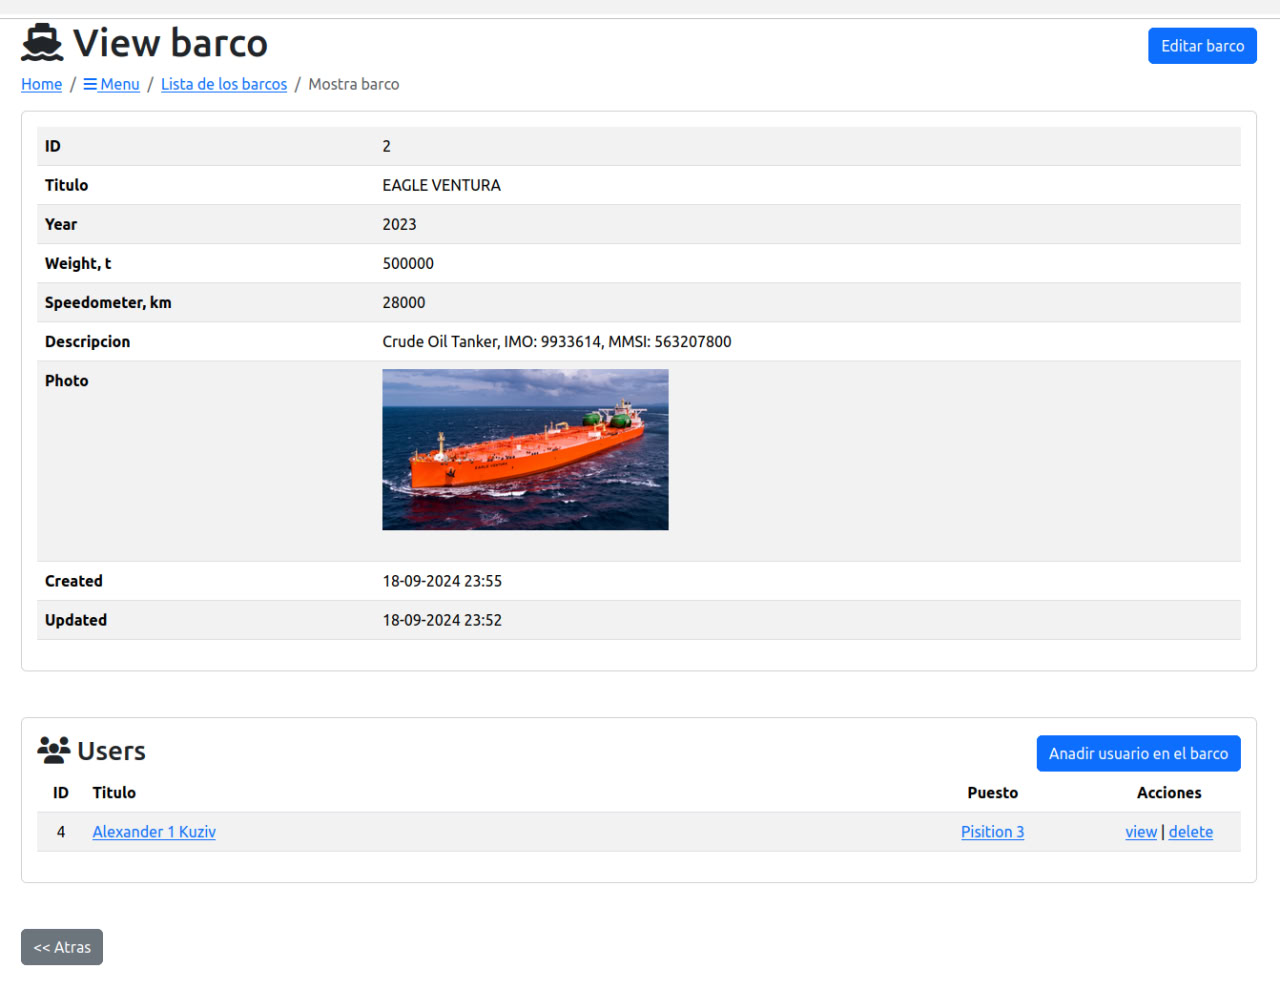 View barco
Editar barco
Home / Menu / Lista de los barcos / Mostra barco
ID 2
Titulo EAGLE VENTURA
Year 2023
Weight, t 500000
Speedometer, km 28000
Descripcion Crude Oil Tanker, IMO: 9933614, MMSI: 563207800
Photo
EAGLE VENTURA
Created 18-09-2024 23:55
Updated 18-09-2024 23:52
Users
Anadir usuario en el barco
ID Titulo Puesto Acciones
4 Alexander 1 Kuziv Pisition 3 view | delete
<< Atras